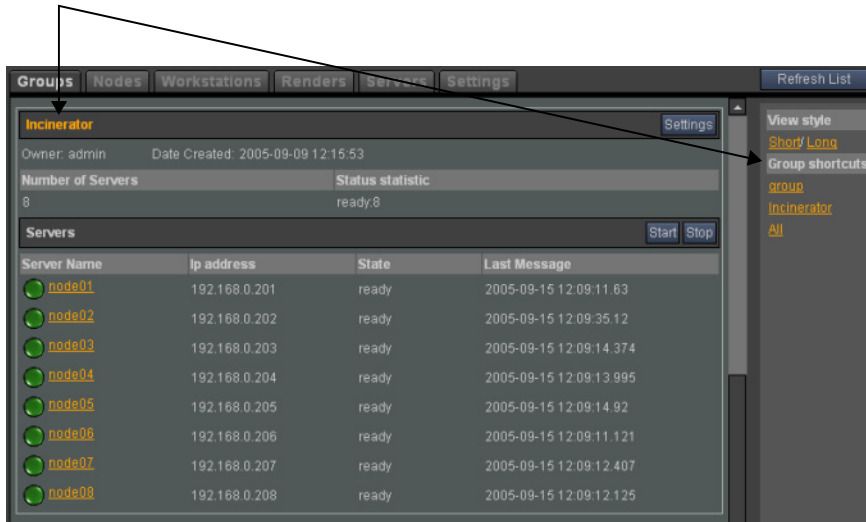 Groups Nodes Workstations Renders Servers Settings Refresh List
Incinerator Settings
Owner: admin Date Created: 2005-09-09 12:15:53
Number of Servers Status statistic
8 ready:8
Servers Start Stop
Server Name Ip address State Last Message
node01 192.168.0.201 ready 2005-09-15 12:09:11.63
node02 192.168.0.202 ready 2005-09-15 12:09:35.12
node03 192.168.0.203 ready 2005-09-15 12:09:14.374
node04 192.168.0.204 ready 2005-09-15 12:09:13.995
node05 192.168.0.205 ready 2005-09-15 12:09:14.92
node06 192.168.0.206 ready 2005-09-15 12:09:11.121
node07 192.168.0.207 ready 2005-09-15 12:09:12.407
node08 192.168.0.208 ready 2005-09-15 12:09:12.125
View style
Short/ Long
Group shortcuts
group
Incinerator
All